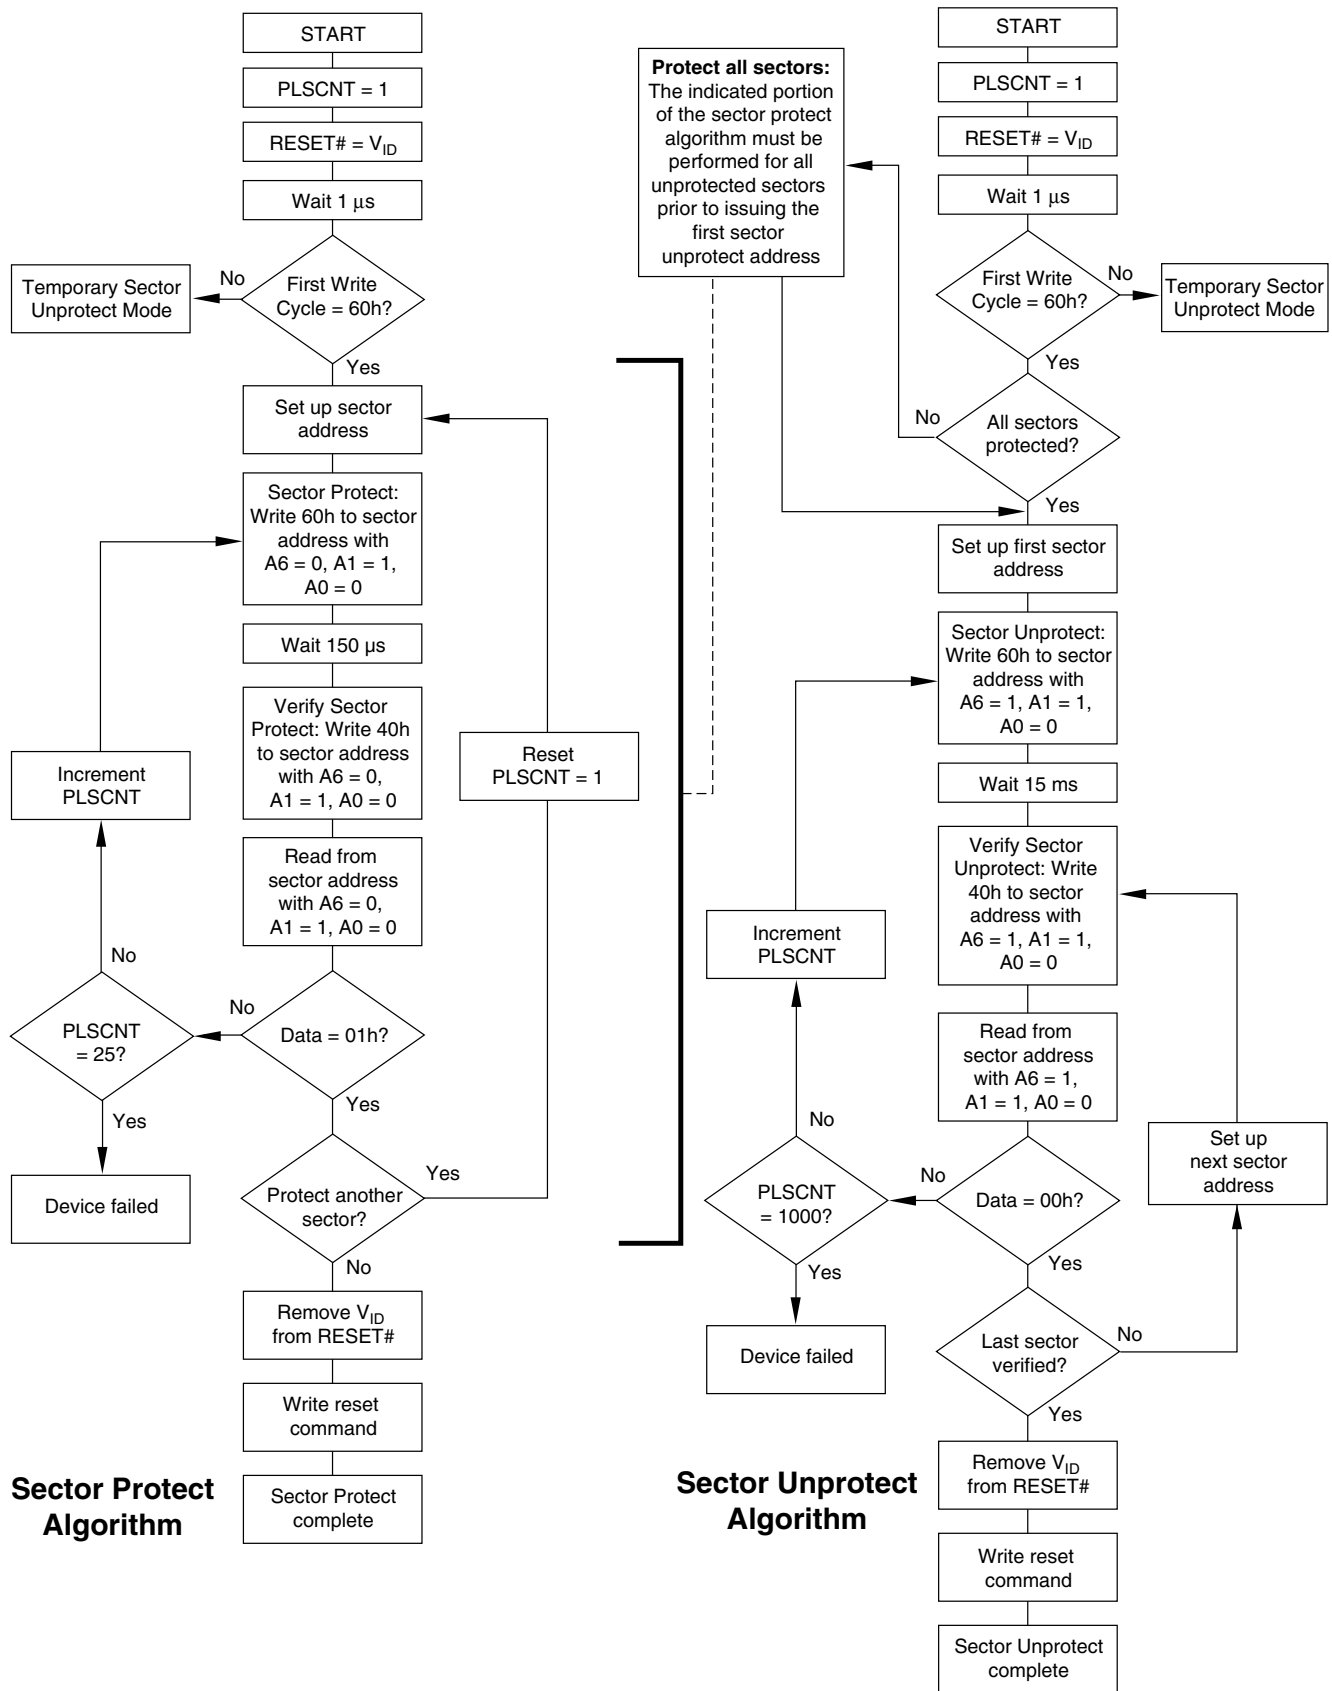 START
PLSCNT = 1
RESET# = VID
Wait 1 μs
First Write
Cycle = 60h?
No
Temporary Sector
Unprotect Mode
Yes
Set up sector
address
Sector Protect:
Write 60h to sector
address with
A6 = 0, A1 = 1,
A0 = 0
Wait 150 µs
Verify Sector
Protect: Write 40h
to sector address
with A6 = 0,
A1 = 1, A0 = 0
Reset
PLSCNT = 1
Increment
PLSCNT
Read from
sector address
with A6 = 0,
A1 = 1, A0 = 0
No
PLSCNT
= 25?
No
Data = 01h?
Yes
Yes
Device failed
Protect another
sector?
Yes
No
Remove VID
from RESET#
Write reset
command
Sector Protect
complete
Sector Protect
Algorithm
Protect all sectors:
The indicated portion
of the sector protect
algorithm must be
performed for all
unprotected sectors
prior to issuing the
first sector
unprotect address
START
PLSCNT = 1
RESET# = VID
Wait 1 μs
First Write
Cycle = 60h?
No
Temporary Sector
Unprotect Mode
Yes
No
All sectors
protected?
Yes
Set up first sector
address
Sector Unprotect:
Write 60h to sector
address with
A6 = 1, A1 = 1,
A0 = 0
Wait 15 ms
Verify Sector
Unprotect: Write
40h to sector
address with
A6 = 1, A1 = 1,
A0 = 0
Increment
PLSCNT
Read from
sector address
with A6 = 1,
A1 = 1, A0 = 0
No
PLSCNT
= 1000?
No
Data = 00h?
Set up
next sector
address
Yes
Yes
Device failed
Last sector
verified?
No
Yes
Remove VID
from RESET#
Write reset
command
Sector Unprotect
complete
Sector Unprotect
Algorithm